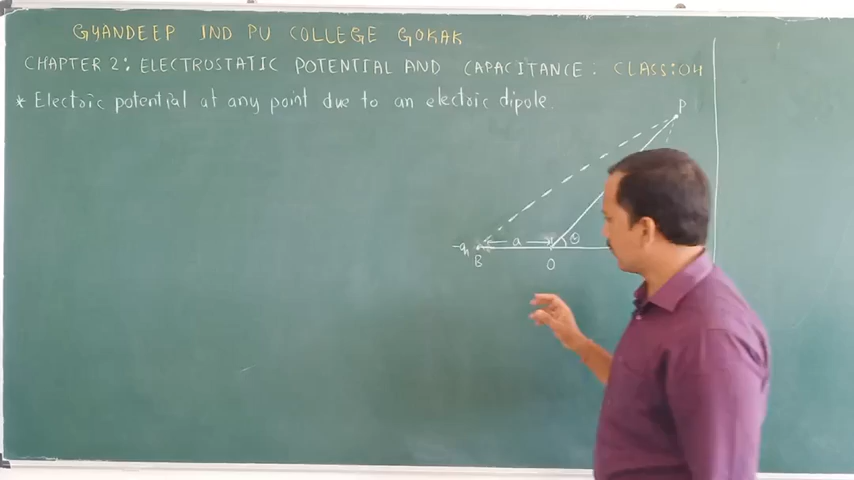 GYANDEEP IND PU COLLEGE GOKAK
CHAPTER 2: ELECTROSTATIC POTENTIAL AND CAPACITANCE: CLASS:04
* Electric potential at any point due to an electric dipole.
P
-q a θ
B O